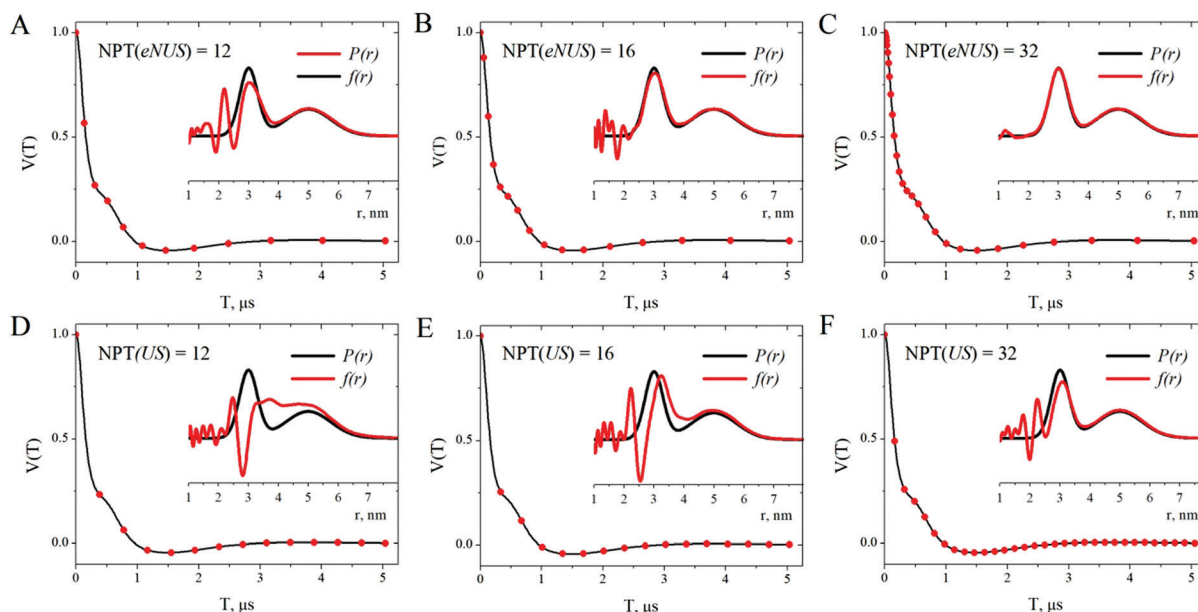 A
NPT(eNUS) = 12
P(r)
f(r)
V(T)
1.0
0.5
0.0
1 2 3 4 5 6 7
r, nm
0 1 2 3 4 5
T, μs
B
NPT(eNUS) = 16
P(r)
f(r)
V(T)
1.0
0.5
0.0
1 2 3 4 5 6 7
r, nm
0 1 2 3 4 5
T, μs
C
NPT(eNUS) = 32
P(r)
f(r)
V(T)
1.0
0.5
0.0
1 2 3 4 5 6 7
r, nm
0 1 2 3 4 5
T, μs
D
NPT(US) = 12
P(r)
f(r)
V(T)
1.0
0.5
0.0
1 2 3 4 5 6 7
r, nm
0 1 2 3 4 5
T, μs
E
NPT(US) = 16
P(r)
f(r)
V(T)
1.0
0.5
0.0
1 2 3 4 5 6 7
r, nm
0 1 2 3 4 5
T, μs
F
NPT(US) = 32
P(r)
f(r)
V(T)
1.0
0.5
0.0
1 2 3 4 5 6 7
r, nm
0 1 2 3 4 5
T, μs